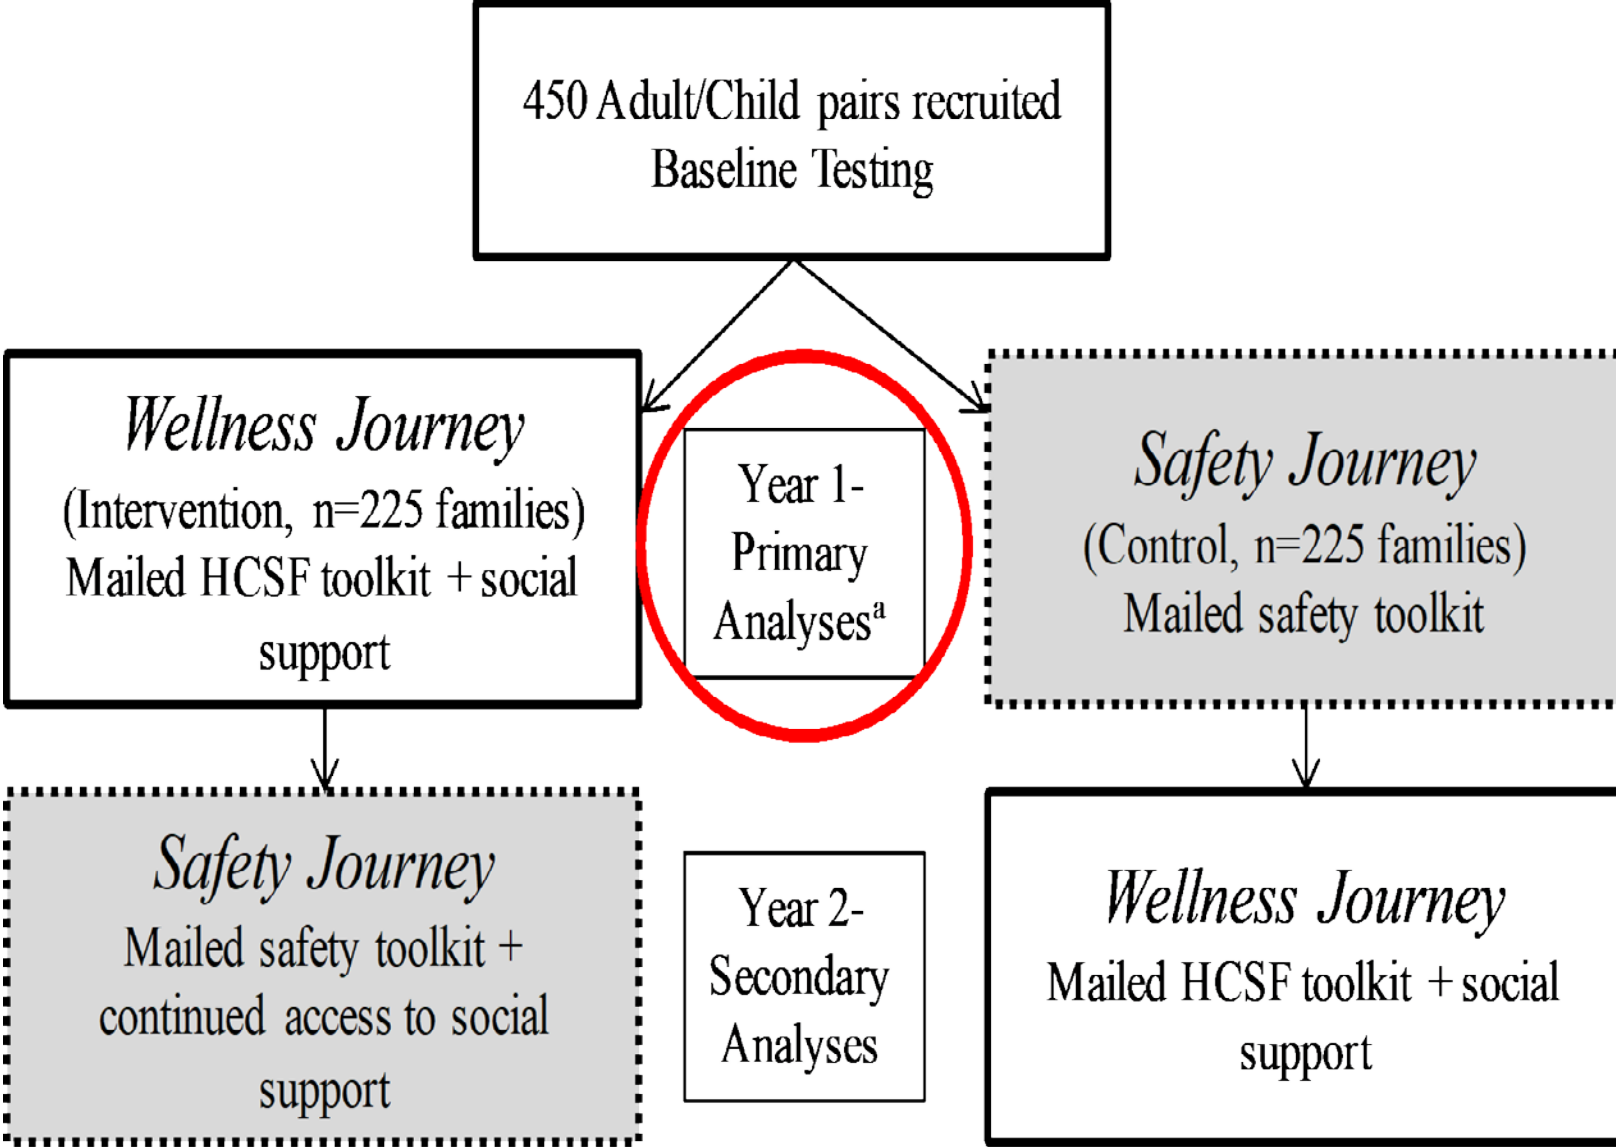 450 Adult/Child pairs recruited
Baseline Testing
Wellness Journey
(Intervention, n=225 families)
Mailed HCSF toolkit + social
support
Year 1-
Primary
Analysesᵃ
Safety Journey
(Control, n=225 families)
Mailed safety toolkit
Safety Journey
Mailed safety toolkit +
continued access to social
support
Year 2-
Secondary
Analyses
Wellness Journey
Mailed HCSF toolkit + social
support